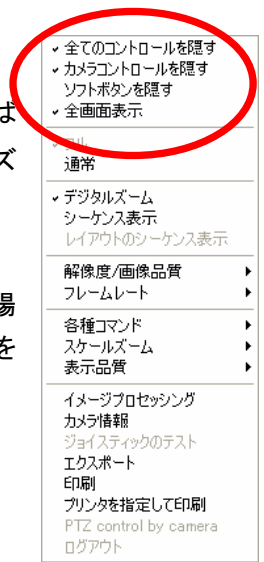 全てのコントロールを隠す
カメラコントロールを隠す
ソフトボタンを隠す
全画面表示
ば
ズ
通常
デジタルズーム
シーケンス表示
レイアウトのシーケンス表示
解像度/画像品質
フレームレート
場
各種コマンド
を
スケールズーム
表示品質
イメージプロセッシング
カメラ情報
ジョイスティックのテスト
エクスポート
印刷
プリンタを指定して印刷
PTZ control by camera
ログアウト